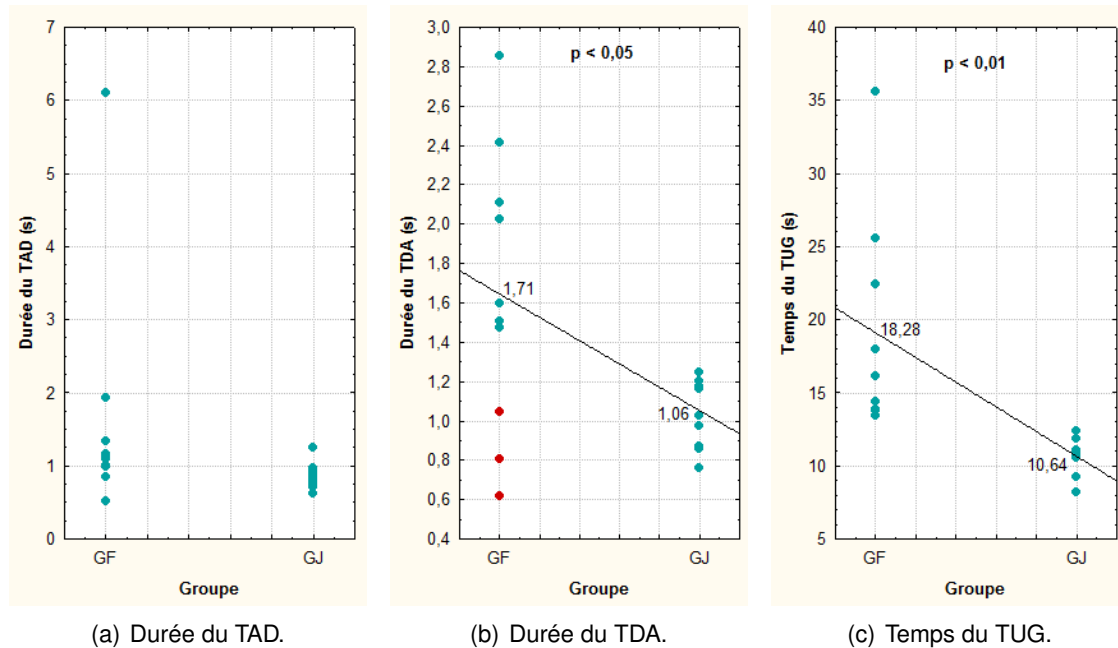 7
6
5
4
3
2
1
0
Durée du TAD (s)
GF GJ
Groupe
(a) Durée du TAD.
3,0
2,8
2,6
2,4
2,2
2,0
1,8
1,6
1,4
1,2
1,0
0,8
0,6
0,4
Durée du TDA (s)
p < 0,05
1,71
1,06
GF GJ
Groupe
(b) Durée du TDA.
40
35
30
25
20
15
10
5
Temps du TUG (s)
p < 0,01
18,28
10,64
GF GJ
Groupe
(c) Temps du TUG.